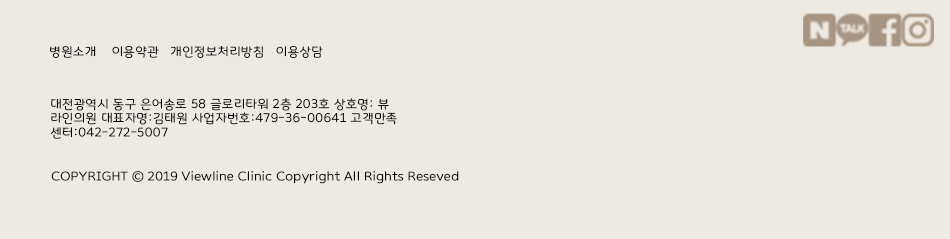 N TALK f
병원소개 이용약관 개인정보처리방침 이용상담
대전광역시 동구 은어송로 58 글로리타워 2층 203호 상호명: 뷰
라인의원 대표자명:김태원 사업자번호:479-36-00641 고객만족
센터:042-272-5007
COPYRIGHT © 2019 Viewline Clinic Copyright All Rights Reseved